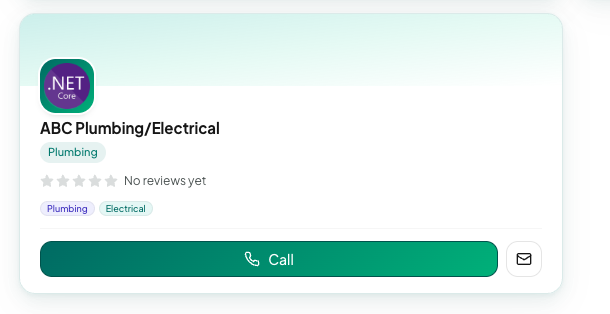 .NET
Core
ABC Plumbing/Electrical
Plumbing
No reviews yet
Plumbing Electrical
Call